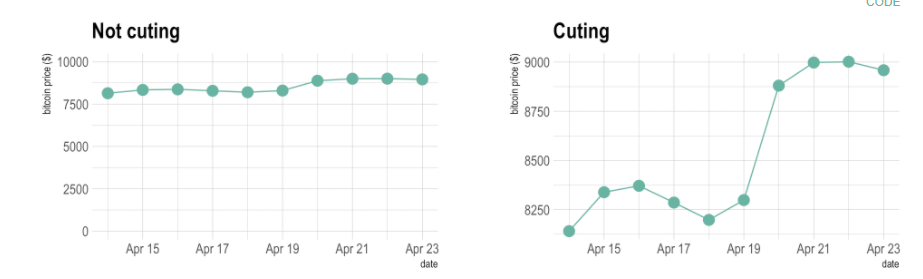 CODE
Not cuting
bitcoin price ($)
10000
7500
5000
2500
0
Apr 15 Apr 17 Apr 19 Apr 21 Apr 23
date
Cuting
bitcoin price ($)
9000
8750
8500
8250
Apr 15 Apr 17 Apr 19 Apr 21 Apr 23
date